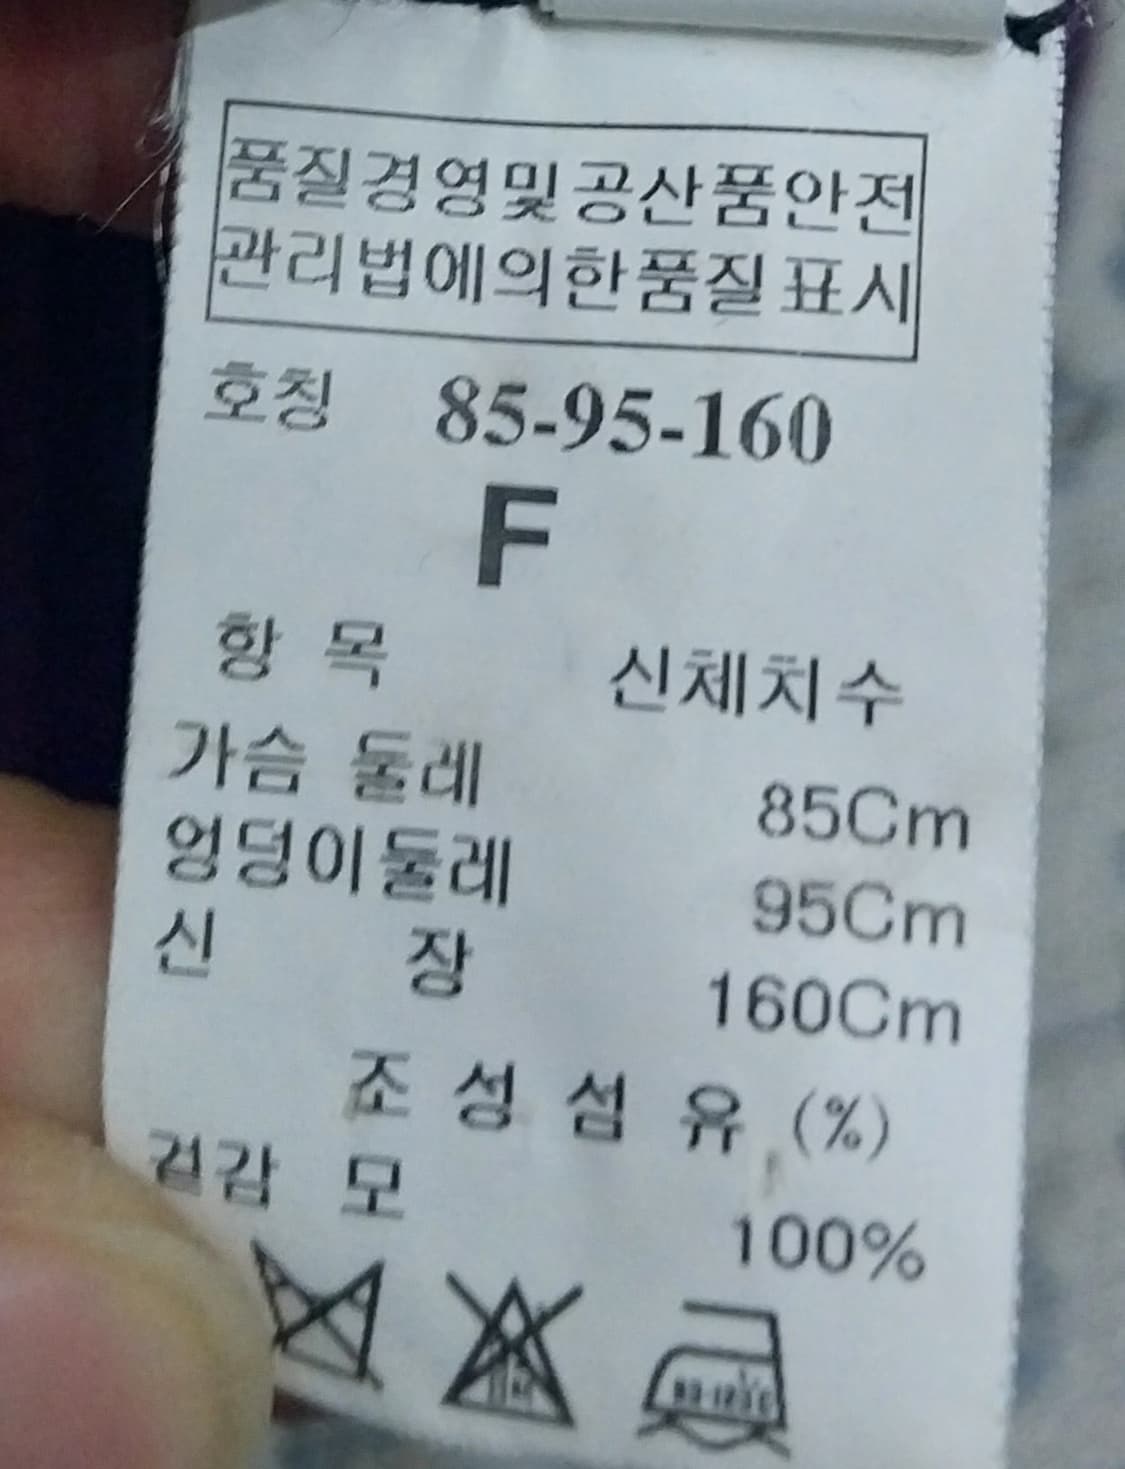 품질경영및공산품안전
관리법에의한품질표시
호칭 85-95-160
F
항 목 신체치수
가슴 둘레 85Cm
엉덩이둘레 95Cm
신 장 160Cm
조 성 섬 유 (%)
겉감 모 100%